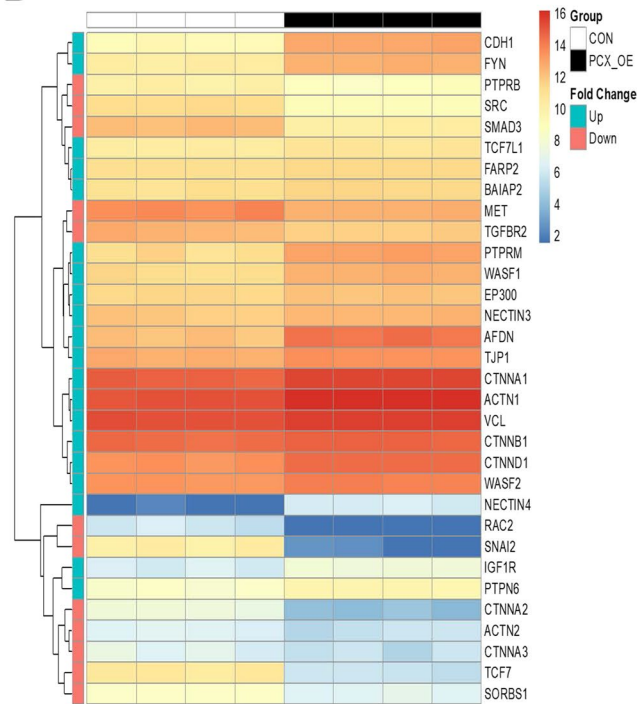 CDH1
FYN
PTPRB
SRC
SMAD3
TCF7L1
FARP2
BAIAP2
MET
TGFBR2
PTPRM
WASF1
EP300
NECTIN3
AFDN
TJP1
CTNNA1
ACTN1
VCL
CTNNB1
CTNND1
WASF2
NECTIN4
RAC2
SNAI2
IGF1R
PTPN6
CTNNA2
ACTN2
CTNNA3
TCF7
SORBS1
16
14
12
10
8
6
4
2
Group
CON
PCX_OE
Fold Change
Up
Down